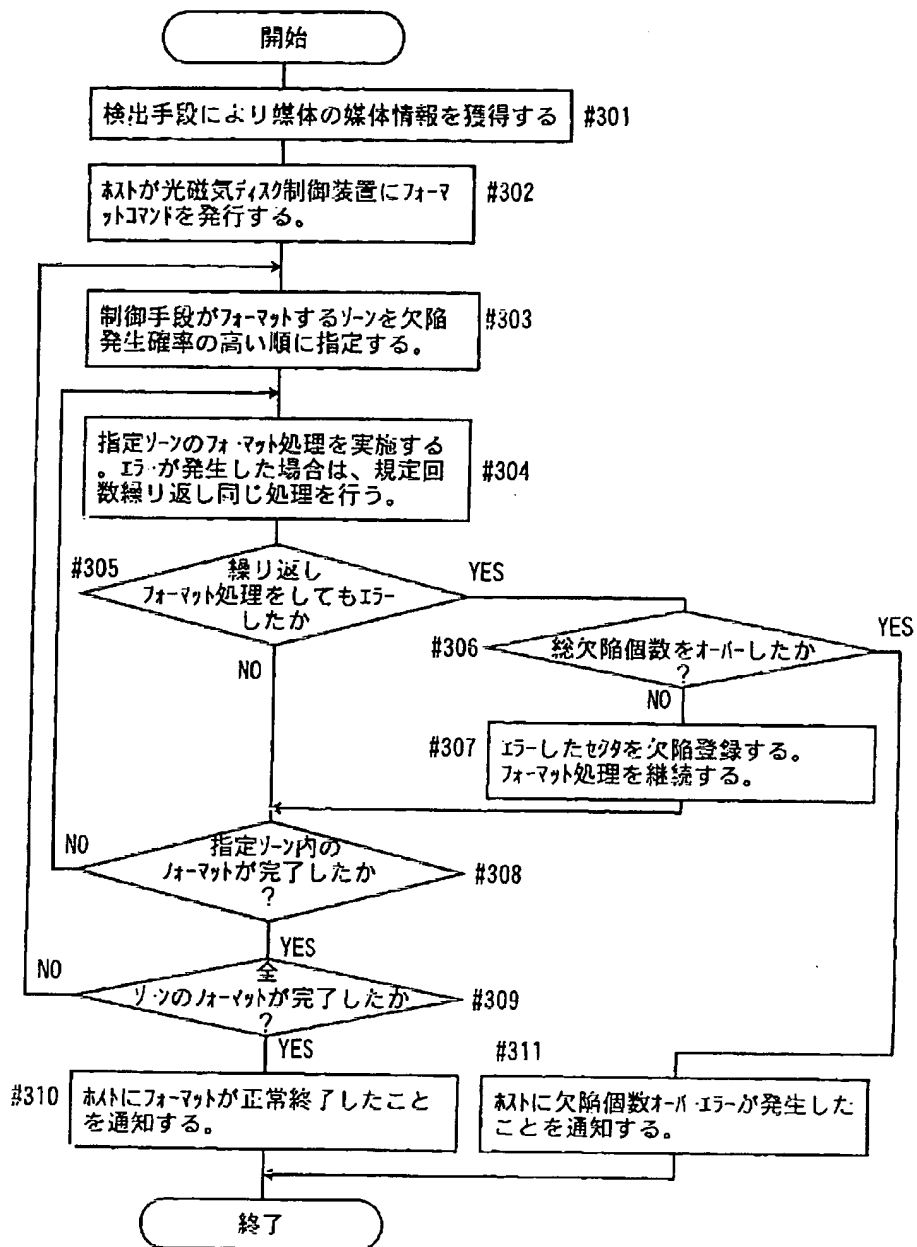 開始
検出手段により媒体の媒体情報を獲得する
#301
ﾎｽﾄが光磁気ﾃﾞｨｽｸ制御装置にﾌｫｰﾏ
ｯﾄｺﾏﾝﾄﾞを発行する。
#302
制御手段がﾌｫｰﾏｯﾄするｿﾞｰﾝを欠陥
発生確率の高い順に指定する。
#303
指定ｿﾞｰﾝのﾌｫｰﾏｯﾄ処理を実施する
。ｴﾗｰが発生した場合は、規定回
数繰り返し同じ処理を行う。
#304
#305
繰り返し
ﾌｫｰﾏｯﾄ処理をしてもｴﾗｰ
したか
YES
NO
#306
総欠陥個数をｵｰﾊﾞｰしたか
?
YES
NO
#307
ｴﾗｰしたｾｸﾀを欠陥登録する。
ﾌｫｰﾏｯﾄ処理を継続する。
NO
指定ｿﾞｰﾝ内の
ﾌｫｰﾏｯﾄが完了したか
?
#308
YES
NO
全
ｿﾞｰﾝのﾌｫｰﾏｯﾄが完了したか
?
#309
YES
#310
ﾎｽﾄにﾌｫｰﾏｯﾄが正常終了したこと
を通知する。
#311
ﾎｽﾄに欠陥個数ｵｰﾊﾞｰｴﾗｰが発生した
ことを通知する。
終了